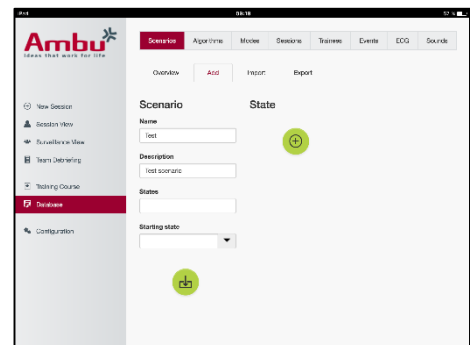 iPad 09:19 57 %
Ambu
Ideas that work for life
Scenarios Algorithms Modes Sessions Trainees Events ECG Sounds
Overview Add Import Export
New Session
Session View
Surveillance View
Team Debriefing
Training Course
Database
Configuration
Scenario
Name
Test
Description
Test scenario
States
Starting state
State